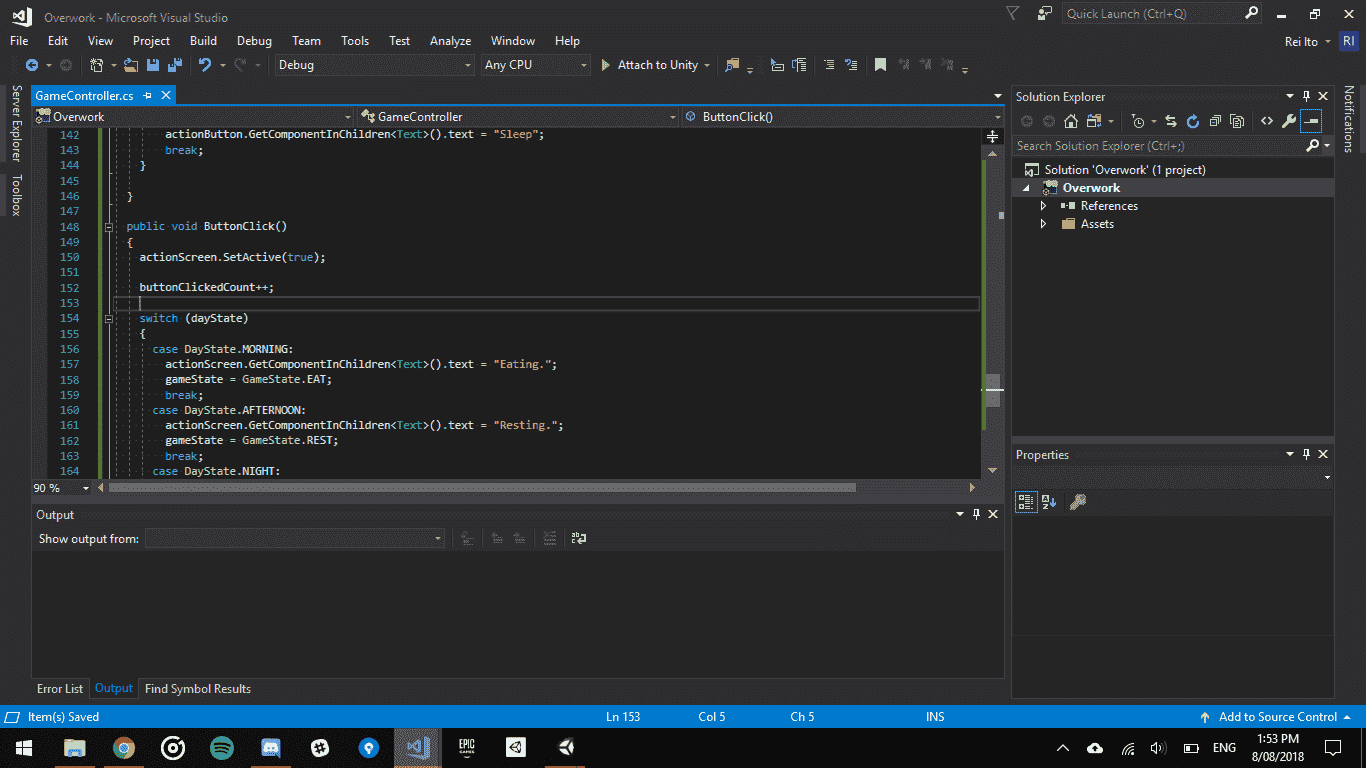 Overwork - Microsoft Visual Studio
Quick Launch (Ctrl+Q)
File Edit View Project Build Debug Team Tools Test Analyze Window Help
Rei Ito RI
Debug Any CPU Attach to Unity
Server Explorer
Toolbox
GameController.cs
Overwork GameController ButtonClick()
142 actionButton.GetComponentInChildren<Text>().text = "Sleep";
143 break;
144 }
145
146 }
147
148 public void ButtonClick()
149 {
150 actionScreen.SetActive(true);
151
152 buttonClickedCount++;
153
154 switch (dayState)
155 {
156 case DayState.MORNING:
157 actionScreen.GetComponentInChildren<Text>().text = "Eating.";
158 gameState = GameState.EAT;
159 break;
160 case DayState.AFTERNOON:
161 actionScreen.GetComponentInChildren<Text>().text = "Resting.";
162 gameState = GameState.REST;
163 break;
164 case DayState.NIGHT:
90 %
Output
Show output from:
Error List Output Find Symbol Results
Solution Explorer
Search Solution Explorer (Ctrl+;)
Solution 'Overwork' (1 project)
Overwork
References
Assets
Properties
Notifications
Item(s) Saved Ln 153 Col 5 Ch 5 INS Add to Source Control
EPIC
GAMES
ENG
1:53 PM
8/08/2018